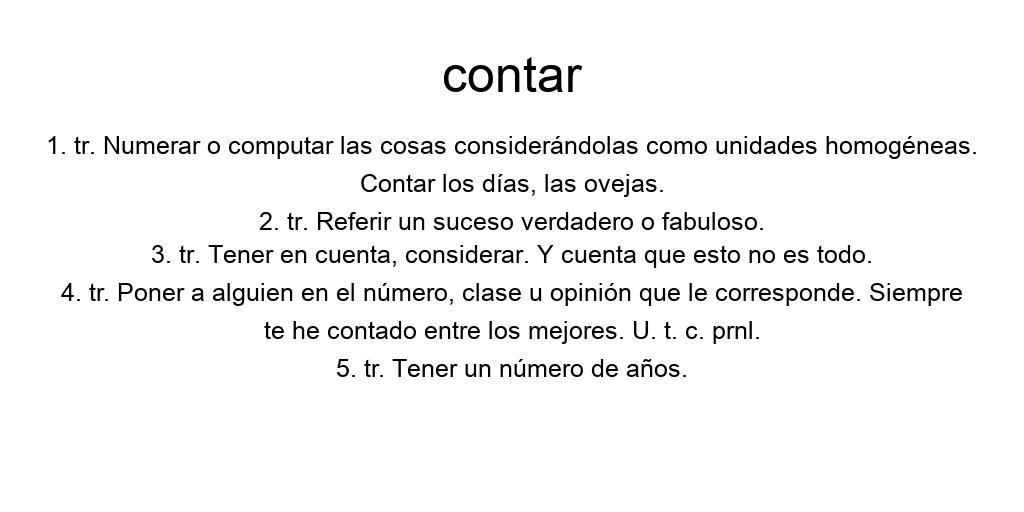 contar
1. tr. Numerar o computar las cosas considerándolas como unidades homogéneas.
Contar los días, las ovejas.
2. tr. Referir un suceso verdadero o fabuloso.
3. tr. Tener en cuenta, considerar. Y cuenta que esto no es todo.
4. tr. Poner a alguien en el número, clase u opinión que le corresponde. Siempre
te he contado entre los mejores. U. t. c. prnl.
5. tr. Tener un número de años.